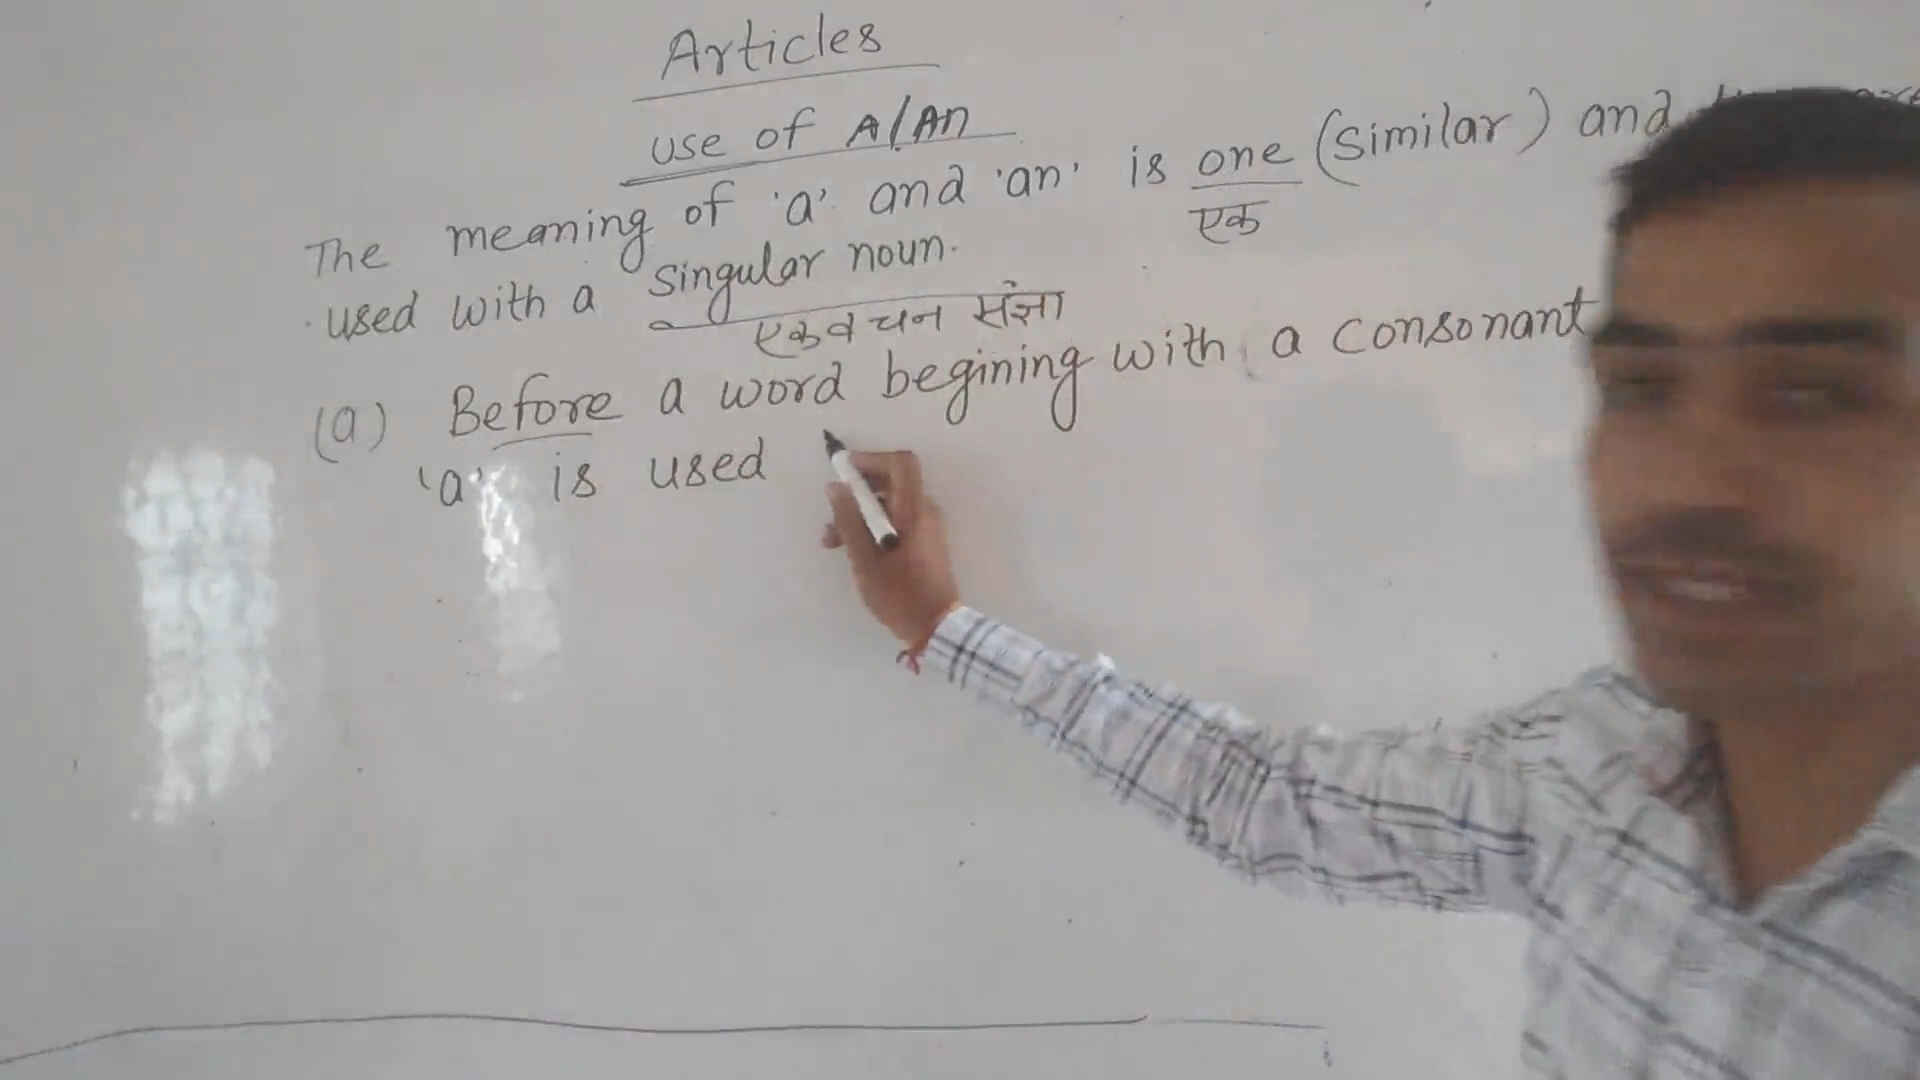 Articles
use of A/An
The meaning of 'a' and 'an' is one (similar) and
एक
used with a singular noun.
एकवचन संज्ञा
(a) Before a word begining with a consonant
'a' is used